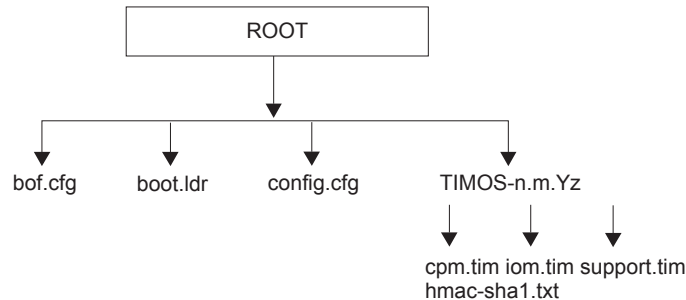 ROOT
bof.cfg boot.ldr config.cfg TIMOS-n.m.Yz
cpm.tim iom.tim support.tim
hmac-sha1.txt